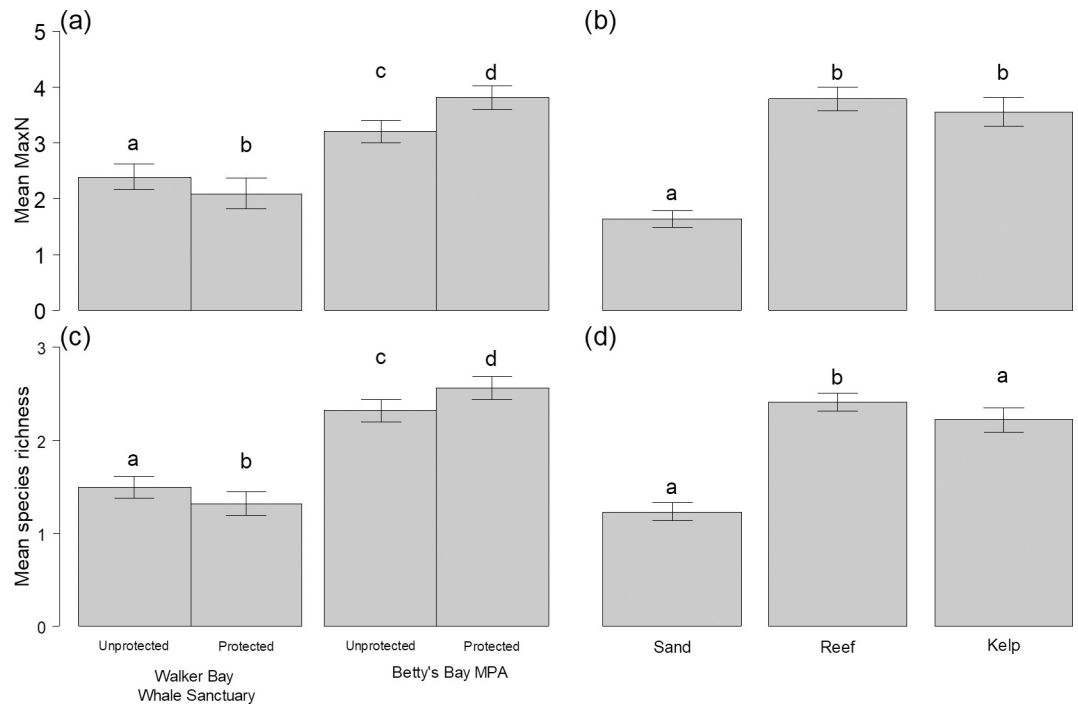 (a)
5
4
3
2
1
0
Mean MaxN
a
b
c
d
(b)
a
b
b
(c)
3
2
1
0
Mean species richness
a
b
c
d
(d)
a
b
a
Unprotected Protected Unprotected Protected
Walker Bay
Whale Sanctuary
Betty's Bay MPA
Sand Reef Kelp